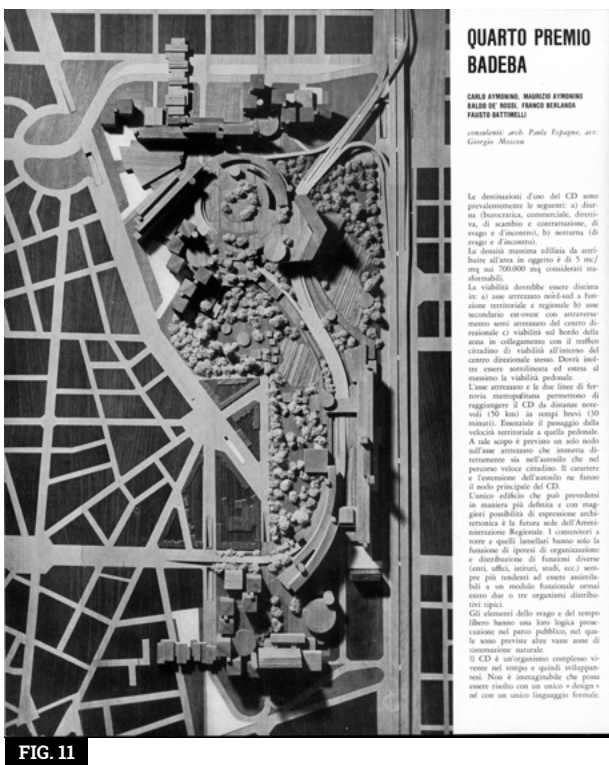 QUARTO PREMIO
BADEBA
CARLO AYMONINO, MAURIZIO AYMONINO
BALDO DE' ROSSI, FRANCO BERLANDA
FAUSTO BATTIMELLI
consulenti: arch. Paule Espagne, avv.
Giorgio Moscon
Le destinazioni d'uso del CD sono
prevalentemente le seguenti: a) diur-
na (burocratica, commerciale, diretti-
va, di scambio e contrattazione, di
svago e d'incontro), b) notturna (di
svago e d'incontro).
La densità massima edilizia da attri-
buire all'area in oggetto è di 5 mc/
mq sui 700.000 mq considerati tra-
sformabili.
La viabilità dovrebbe essere distinta
in: a) asse attrezzato nord-sud a fun-
zione territoriale e regionale b) asse
secondario est-ovest con attraversa-
mento semi attrezzato del centro di-
rezionale c) viabilità sul bordo della
zona in collegamento con il traffico
cittadino d) viabilità all'interno del
centro direzionale stesso. Dovrà inol-
tre essere sottolineata ed estesa al
massimo la viabilità pedonale.
L'asse attrezzato e le due linee di fer-
rovia metropolitana permettono di
raggiungere il CD da distanze note-
voli (50 km) in tempi brevi (30
minuti). Essenziale il passaggio dalla
velocità territoriale a quella pedonale.
A tale scopo è previsto un solo nodo
sull'asse attrezzato che immetta di-
rettamente sia nell'autosilo che nel
percorso veloce cittadino. Il carattere
e l'estensione dell'autosilo ne fanno
il nodo principale del CD.
L'unico edificio che può prevedersi
in maniera più definita e con mag-
giori possibilità di espressione archi-
tettonica è la futura sede dell'Ammi-
nistrazione Regionale. I contenitori a
torre e quelli lamellari hanno solo la
funzione di ipotesi di organizzazione
e distribuzione di funzioni diverse
(enti, uffici, istituti, studi, ecc.) sem-
pre più tendenti ad essere assimila-
bili a un modulo funzionale ormai
entro due o tre organismi distribu-
tivi tipici.
Gli elementi dello svago e del tempo
libero hanno una loro logica prose-
cuzione nel parco pubblico, nel qua-
le sono previste altre vaste zone di
sistemazione naturale.
Il CD è un'organismo complesso vi-
vente nel tempo e quindi sviluppan-
tesi. Non è immaginabile che possa
essere risolto con un unico « design »
né con un unico linguaggio formale.
FIG. 11